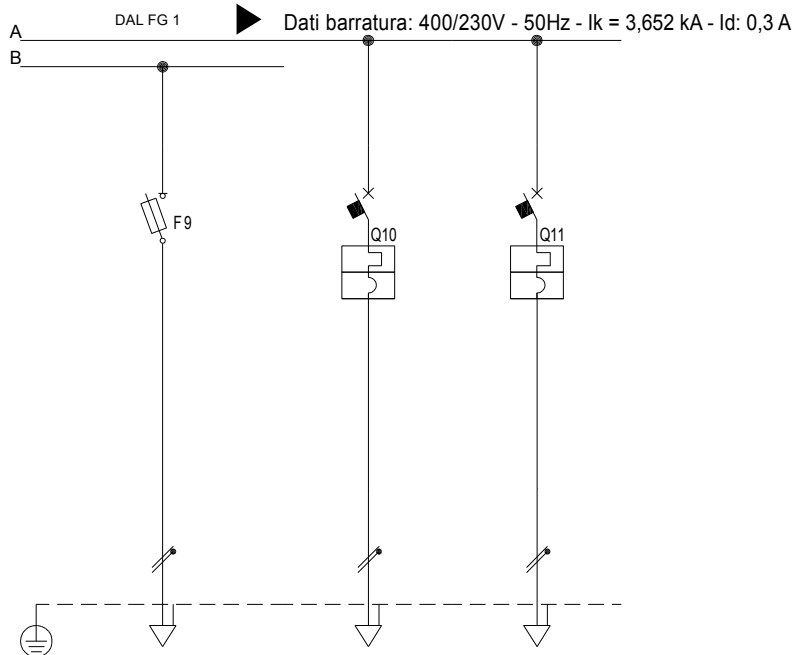 DAL FG 1
Dati barratura: 400/230V - 50Hz - Ik = 3,652 kA - Id: 0,3 A
A
B
F9
Q10
Q11